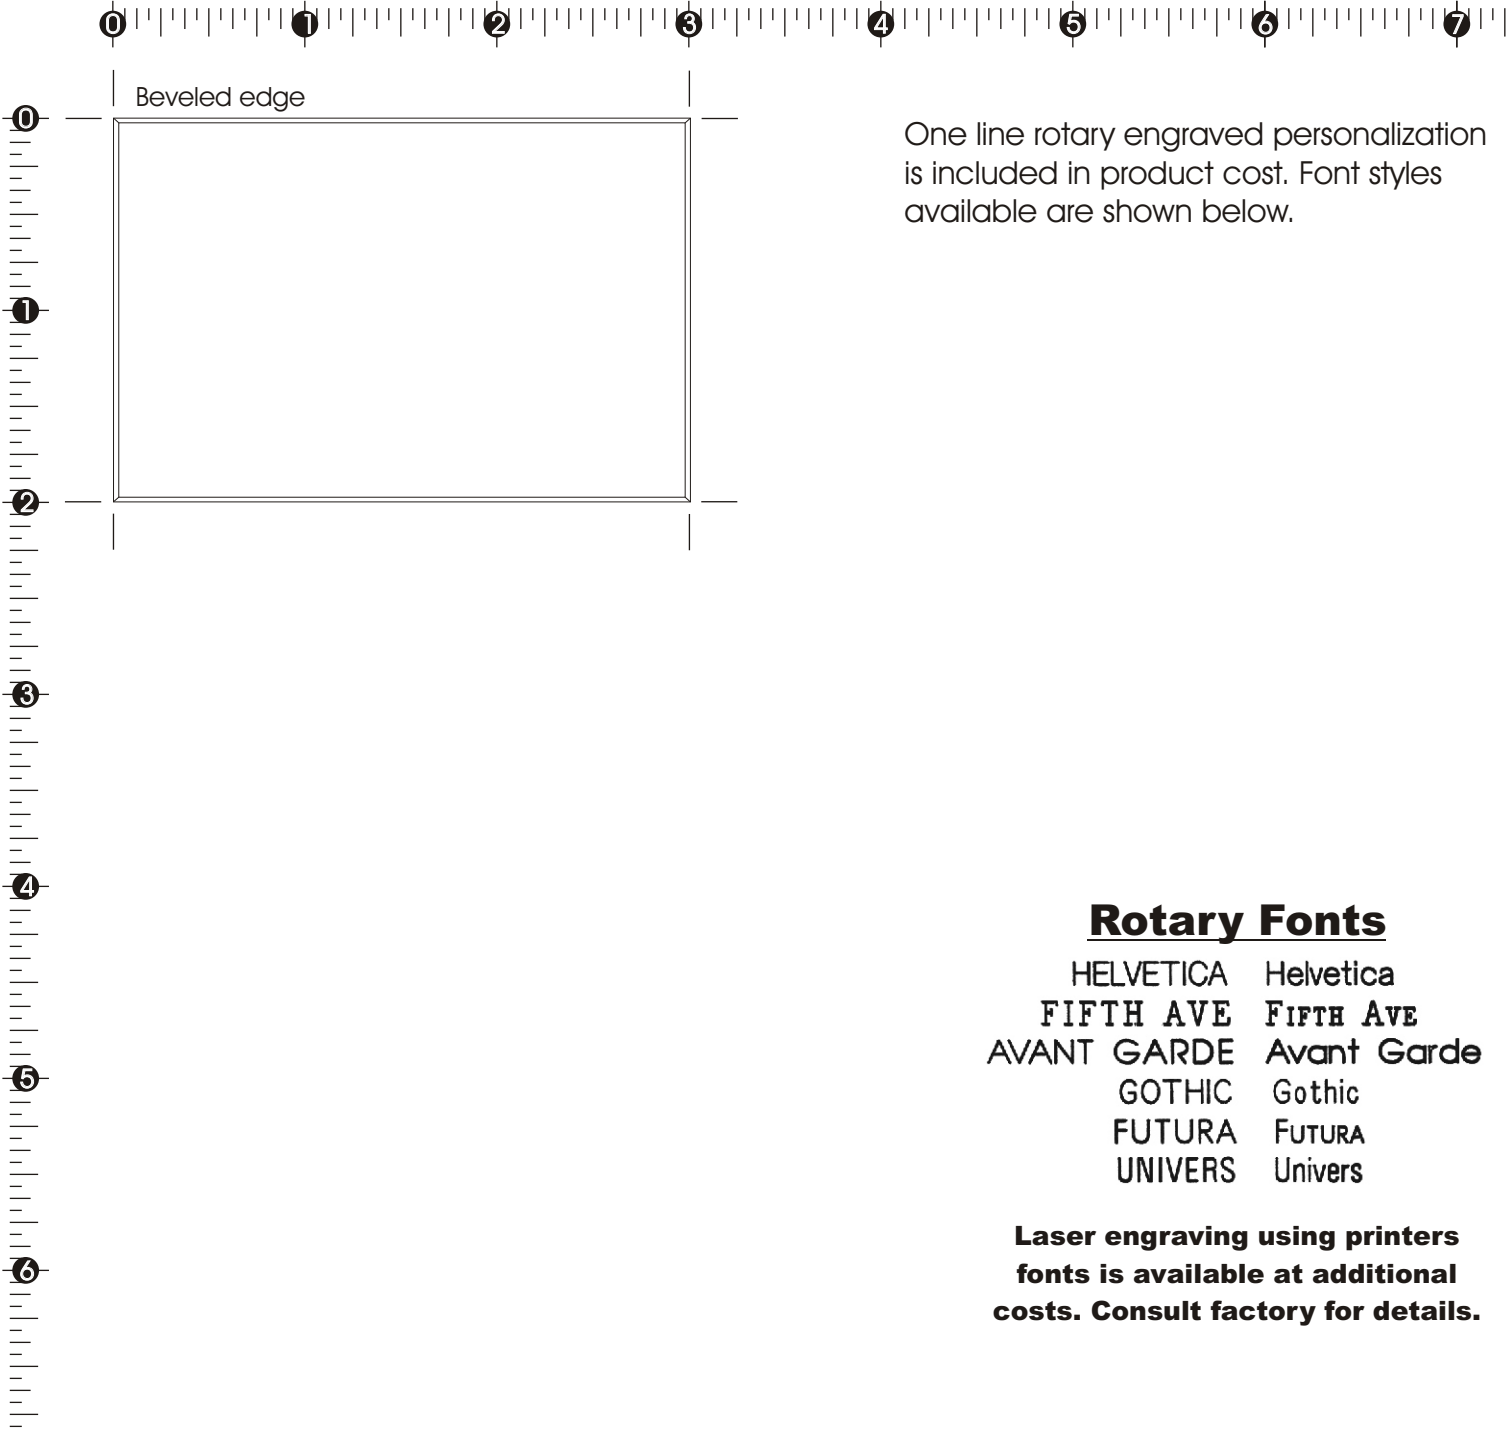 0 1 2 3 4 5 6 7
Beveled edge
0
1
2
3
4
5
6
One line rotary engraved personalization
is included in product cost. Font styles
available are shown below.
Rotary Fonts
HELVETICA Helvetica
FIFTH AVE FIFTH AVE
AVANT GARDE Avant Garde
GOTHIC Gothic
FUTURA FUTURA
UNIVERS Univers
Laser engraving using printers
fonts is available at additional
costs. Consult factory for details.